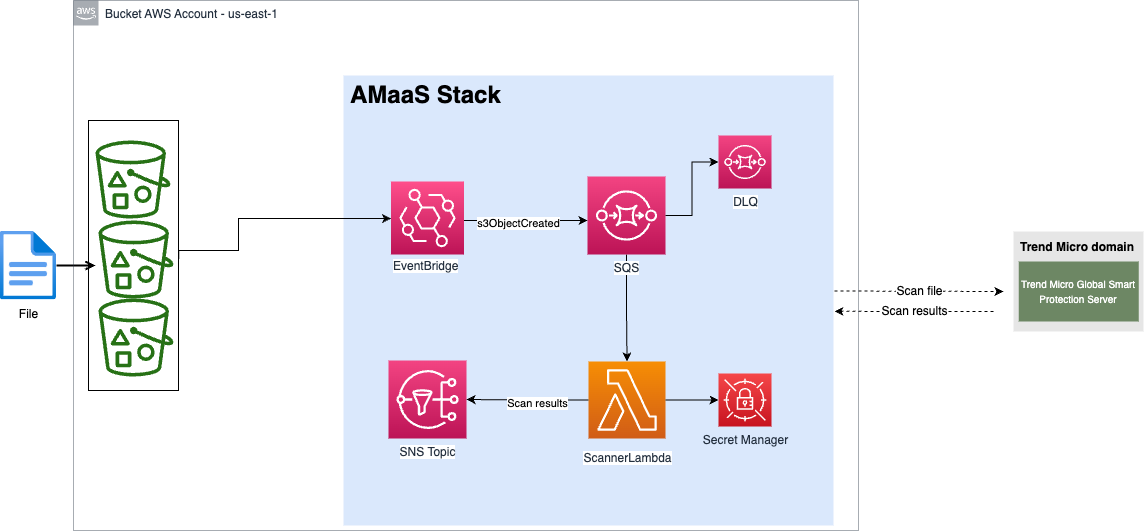 aws
Bucket AWS Account - us-east-1
AMaaS Stack
DLQ
s3ObjectCreated
EventBridge
SQS
File
Trend Micro domain
Trend Micro Global Smart
Protection Server
Scan file
Scan results
Scan results
SNS Topic
ScannerLambda
Secret Manager